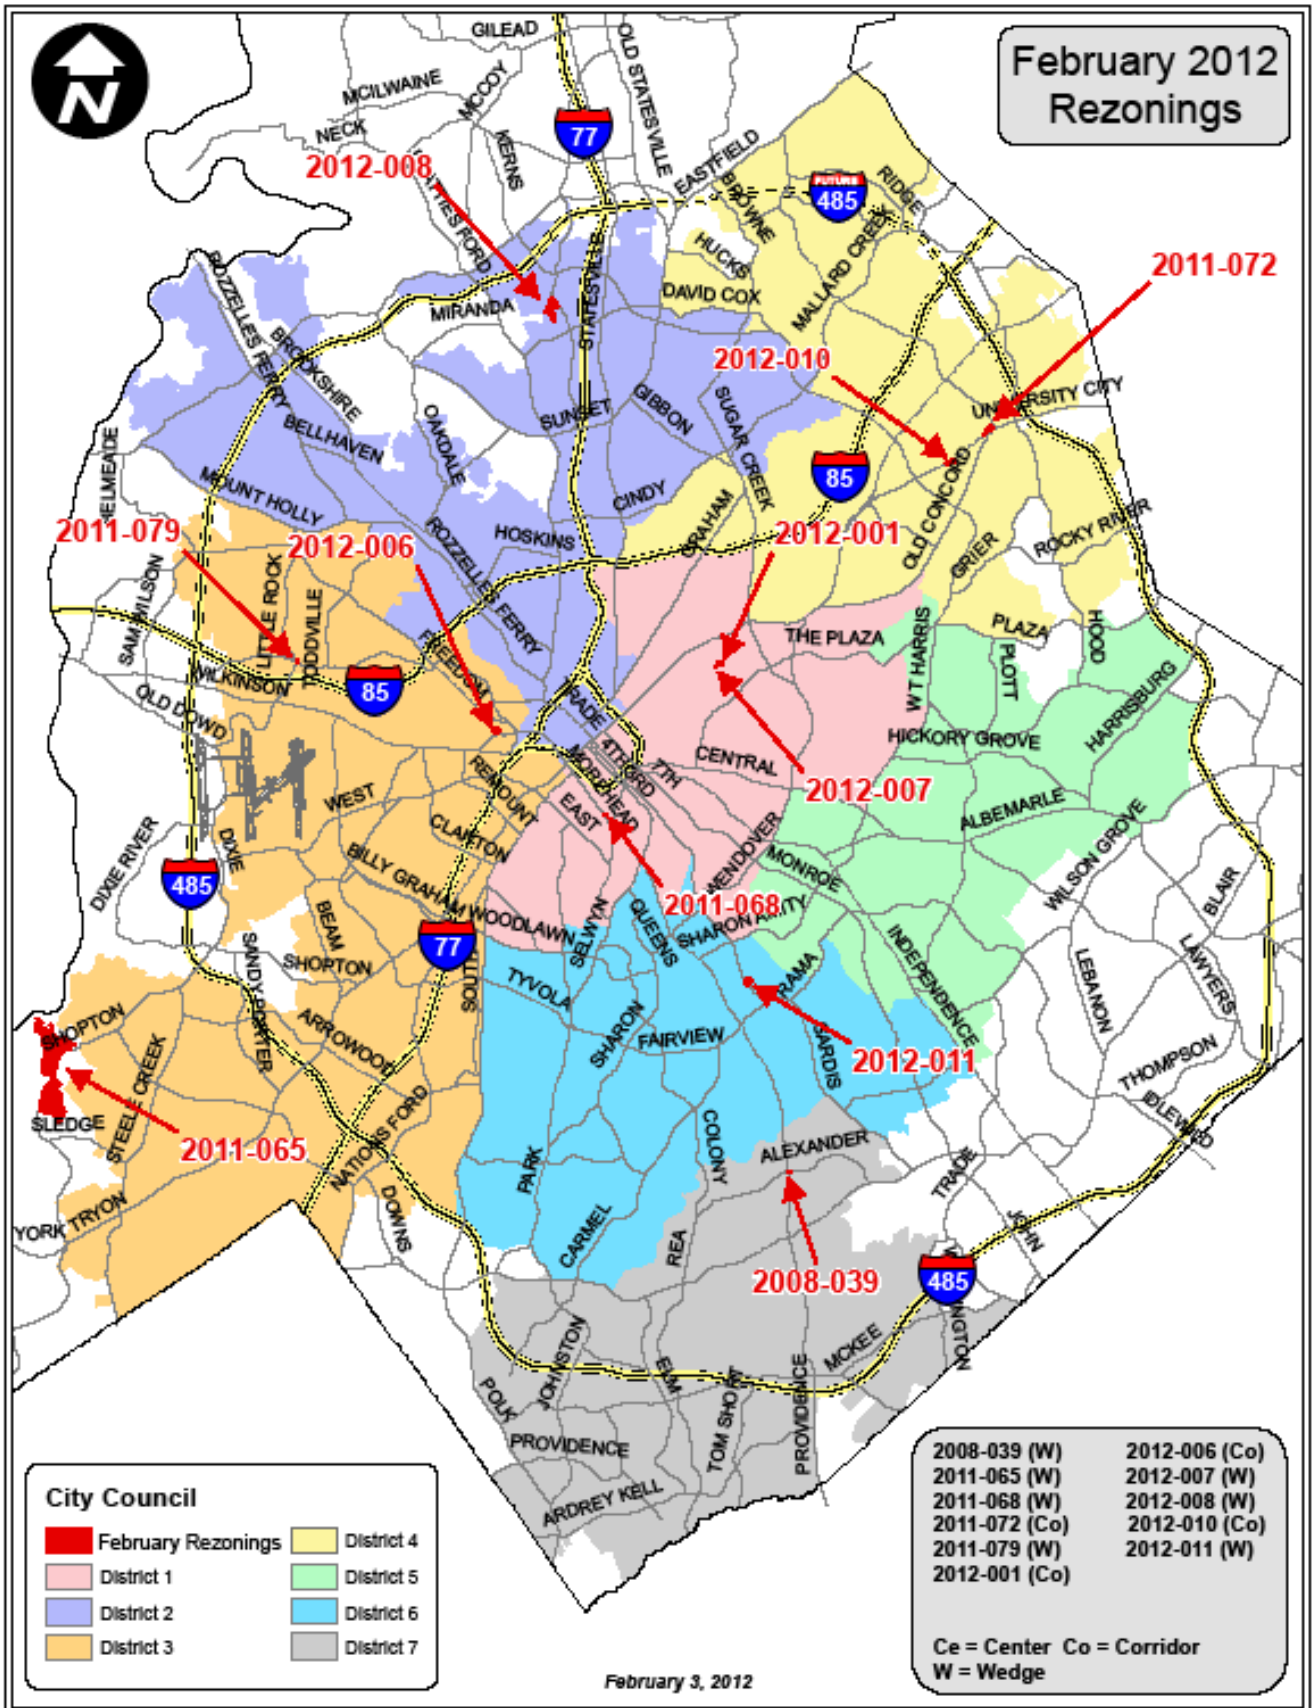 February 2012
Rezonings
N
GILEAD
OLD STATESVILLE
MCILWAINE
MCCOY
NECK
KERNS
77
EASTFIELD
2012-008
BROWNE
FUTURE
485
RIDGE
HUCKS
MALLARD CREEK
2011-072
ROZZELLES FERRY
STATESVILLE
DAVID COX
MIRANDA
BROOKSHIRE
2012-010
UNIVERSITY CITY
SUNSET
GIBBON
SUGAR CREEK
OAKDALE
BELLHAVEN
85
OLD CONCORD
MOUNT HOLLY
CINDY
GRAHAM
2011-079
2012-006
ROZZELLES FERRY
HOSKINS
2012-001
GRIER
ROCKY RIVER
SAM WILSON
LITTLE ROCK
TODDVILLE
FREEDOM
THE PLAZA
WT HARRIS
PLAZA
PLOTT
HOOD
WILKINSON
85
OLD DOWD
TRADE
HARRISBURG
HICKORY GROVE
4TH
7TH
CENTRAL
2012-007
MOREHEAD
REMOUNT
WEST
EAST
ALBEMARLE
CLANTON
DIXIE RIVER
DIXIE
WENDOVER
MONROE
WILSON GROVE
BLAIR
BILLY GRAHAM
WOODLAWN
485
2011-068
SELWYN
QUEENS
SHARON AMITY
BEAM
77
INDEPENDENCE
LAWYERS
LEBANON
SANDY PORTER
SHOPTON
SOUTH
TYVOLA
RAMA
SHARON
SHOPTON
ARROWOOD
FAIRVIEW
SARDIS
2012-011
STEELE CREEK
THOMPSON
IDLEWILD
SLEDGE
2011-065
NATIONS FORD
COLONY
ALEXANDER
PARK
TRADE
YORK
TRYON
DOWNS
JOHN
CARMEL
REA
2008-039
485
JOHNSTON
MCKEE
ELM
POLK
TOM SHORT
PROVIDENCE
PROVIDENCE
ARDREY KELL
City Council
February Rezonings
District 1
District 2
District 3
District 4
District 5
District 6
District 7
February 3, 2012
2008-039 (W)
2011-065 (W)
2011-068 (W)
2011-072 (Co)
2011-079 (W)
2012-001 (Co)
2012-006 (Co)
2012-007 (W)
2012-008 (W)
2012-010 (Co)
2012-011 (W)
Ce = Center Co = Corridor
W = Wedge